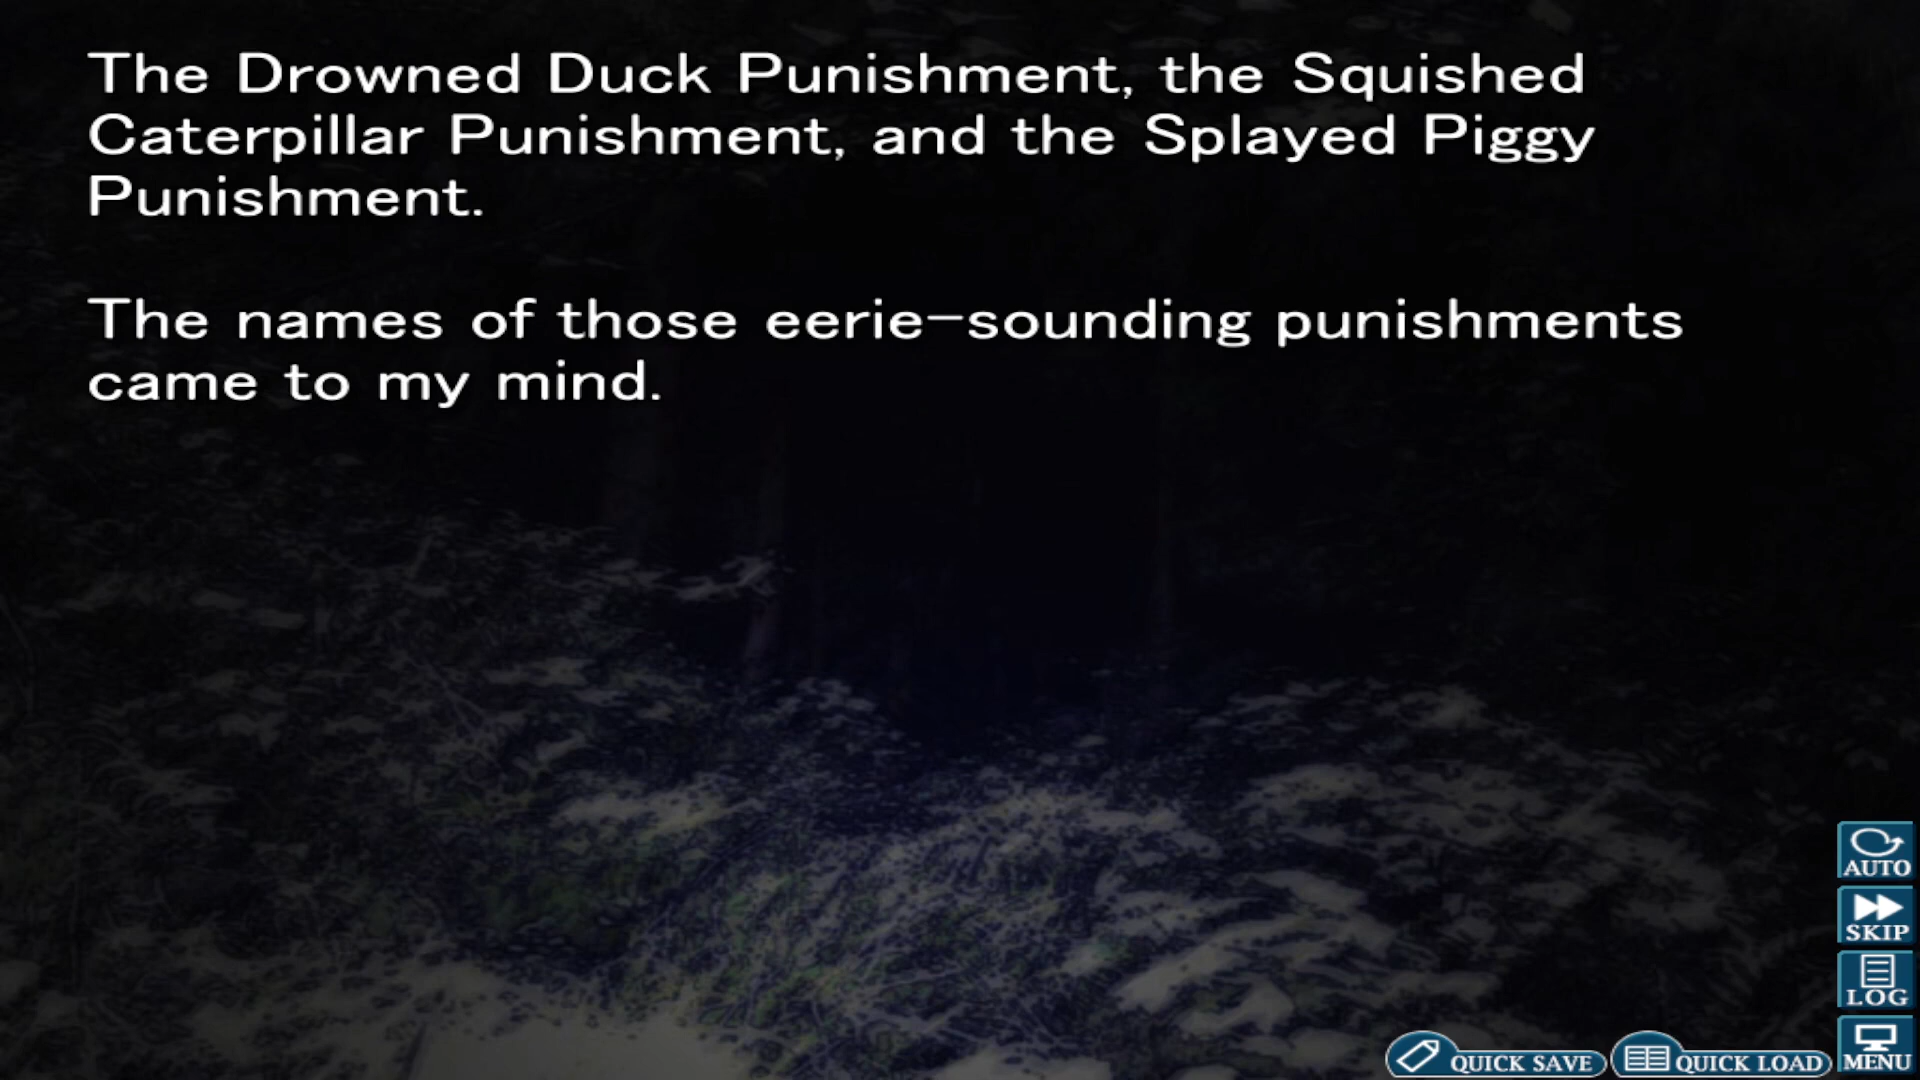 The Drowned Duck Punishment, the Squished
Caterpillar Punishment, and the Splayed Piggy
Punishment.
The names of those eerie-sounding punishments
came to my mind.
AUTO
SKIP
LOG
MENU
QUICK SAVE
QUICK LOAD